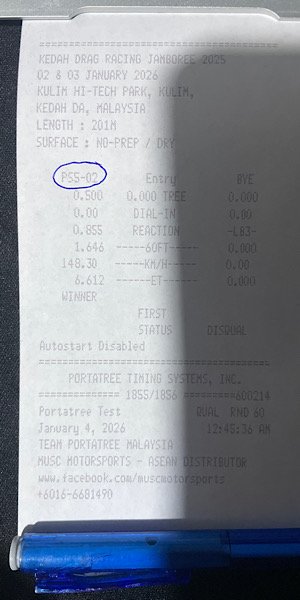 KEDAH DRAG RACING JAMBOREE 2025
02 & 03 JANUARY 2026
KULIM HI-TECH PARK, KULIM,
KEDAH DA, MALAYSIA
LENGTH : 201M
SURFACE : NO-PREP / DRY
PS5-02 Entry BYE
0.500 0.000 TREE 0.000
0.00 DIAL-IN 0.00
0.855 REACTION -L83-
1.646 -----60FT----- 0.000
148.30 -----KM/H----- 0.00
6.612 ------ET------ 0.000
WINNER
FIRST
STATUS DISQUAL
Autostart Disabled
PORTATREE TIMING SYSTEMS, INC.
============== 1855/1856 =========600214
Portatree Test QUAL RND 60
January 4, 2026 12:45:36 AM
TEAM PORTATREE MALAYSIA
MUSC MOTORSPORTS - ASEAN DISTRIBUTOR
www.facebook.com/muscmotorsports
+6016-6681490